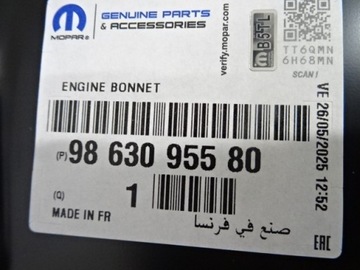 MOPAR®
GENUINE PARTS
& ACCESSORIES
verify.mopar.com
B5TL
TT6QMN
6H68MN
SCAN!
ENGINE BONNET
VE 26/05/2025 12:52
(P) 98 630 955 80
(Q) 1
MADE IN FR
صنع في فرنسا
EAC